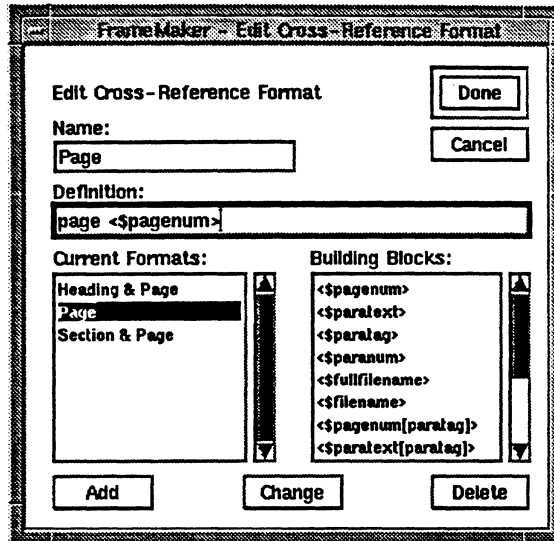 FrameMaker - Edit Cross-Reference Format
Edit Cross-Reference Format
Done
Name:
Cancel
Page
Definition:
page <$pagenum>
Current Formats:
Heading & Page
Page
Section & Page
Building Blocks:
<$pagenum>
<$paratext>
<$paratag>
<$paranum>
<$fullfilename>
<$filename>
<$pagenum[paratag]>
<$paratext[paratag]>
Add
Change
Delete